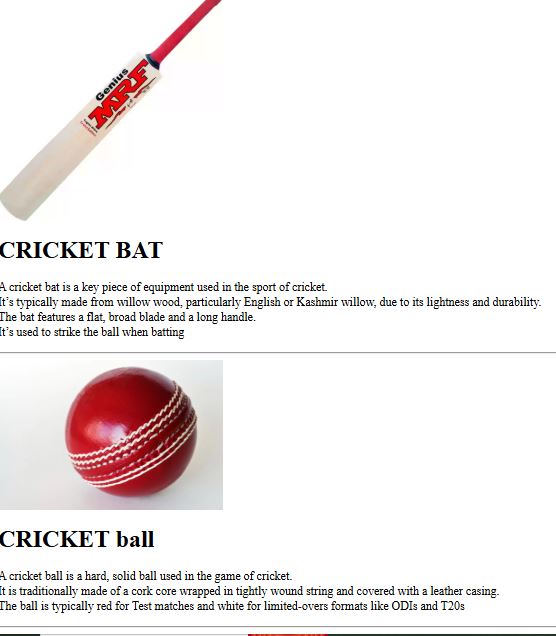 Genius
MRF
CRICKET BAT
A cricket bat is a key piece of equipment used in the sport of cricket.
It's typically made from willow wood, particularly English or Kashmir willow, due to its lightness and durability.
The bat features a flat, broad blade and a long handle.
It's used to strike the ball when batting
CRICKET ball
A cricket ball is a hard, solid ball used in the game of cricket.
It is traditionally made of a cork core wrapped in tightly wound string and covered with a leather casing.
The ball is typically red for Test matches and white for limited-overs formats like ODIs and T20s